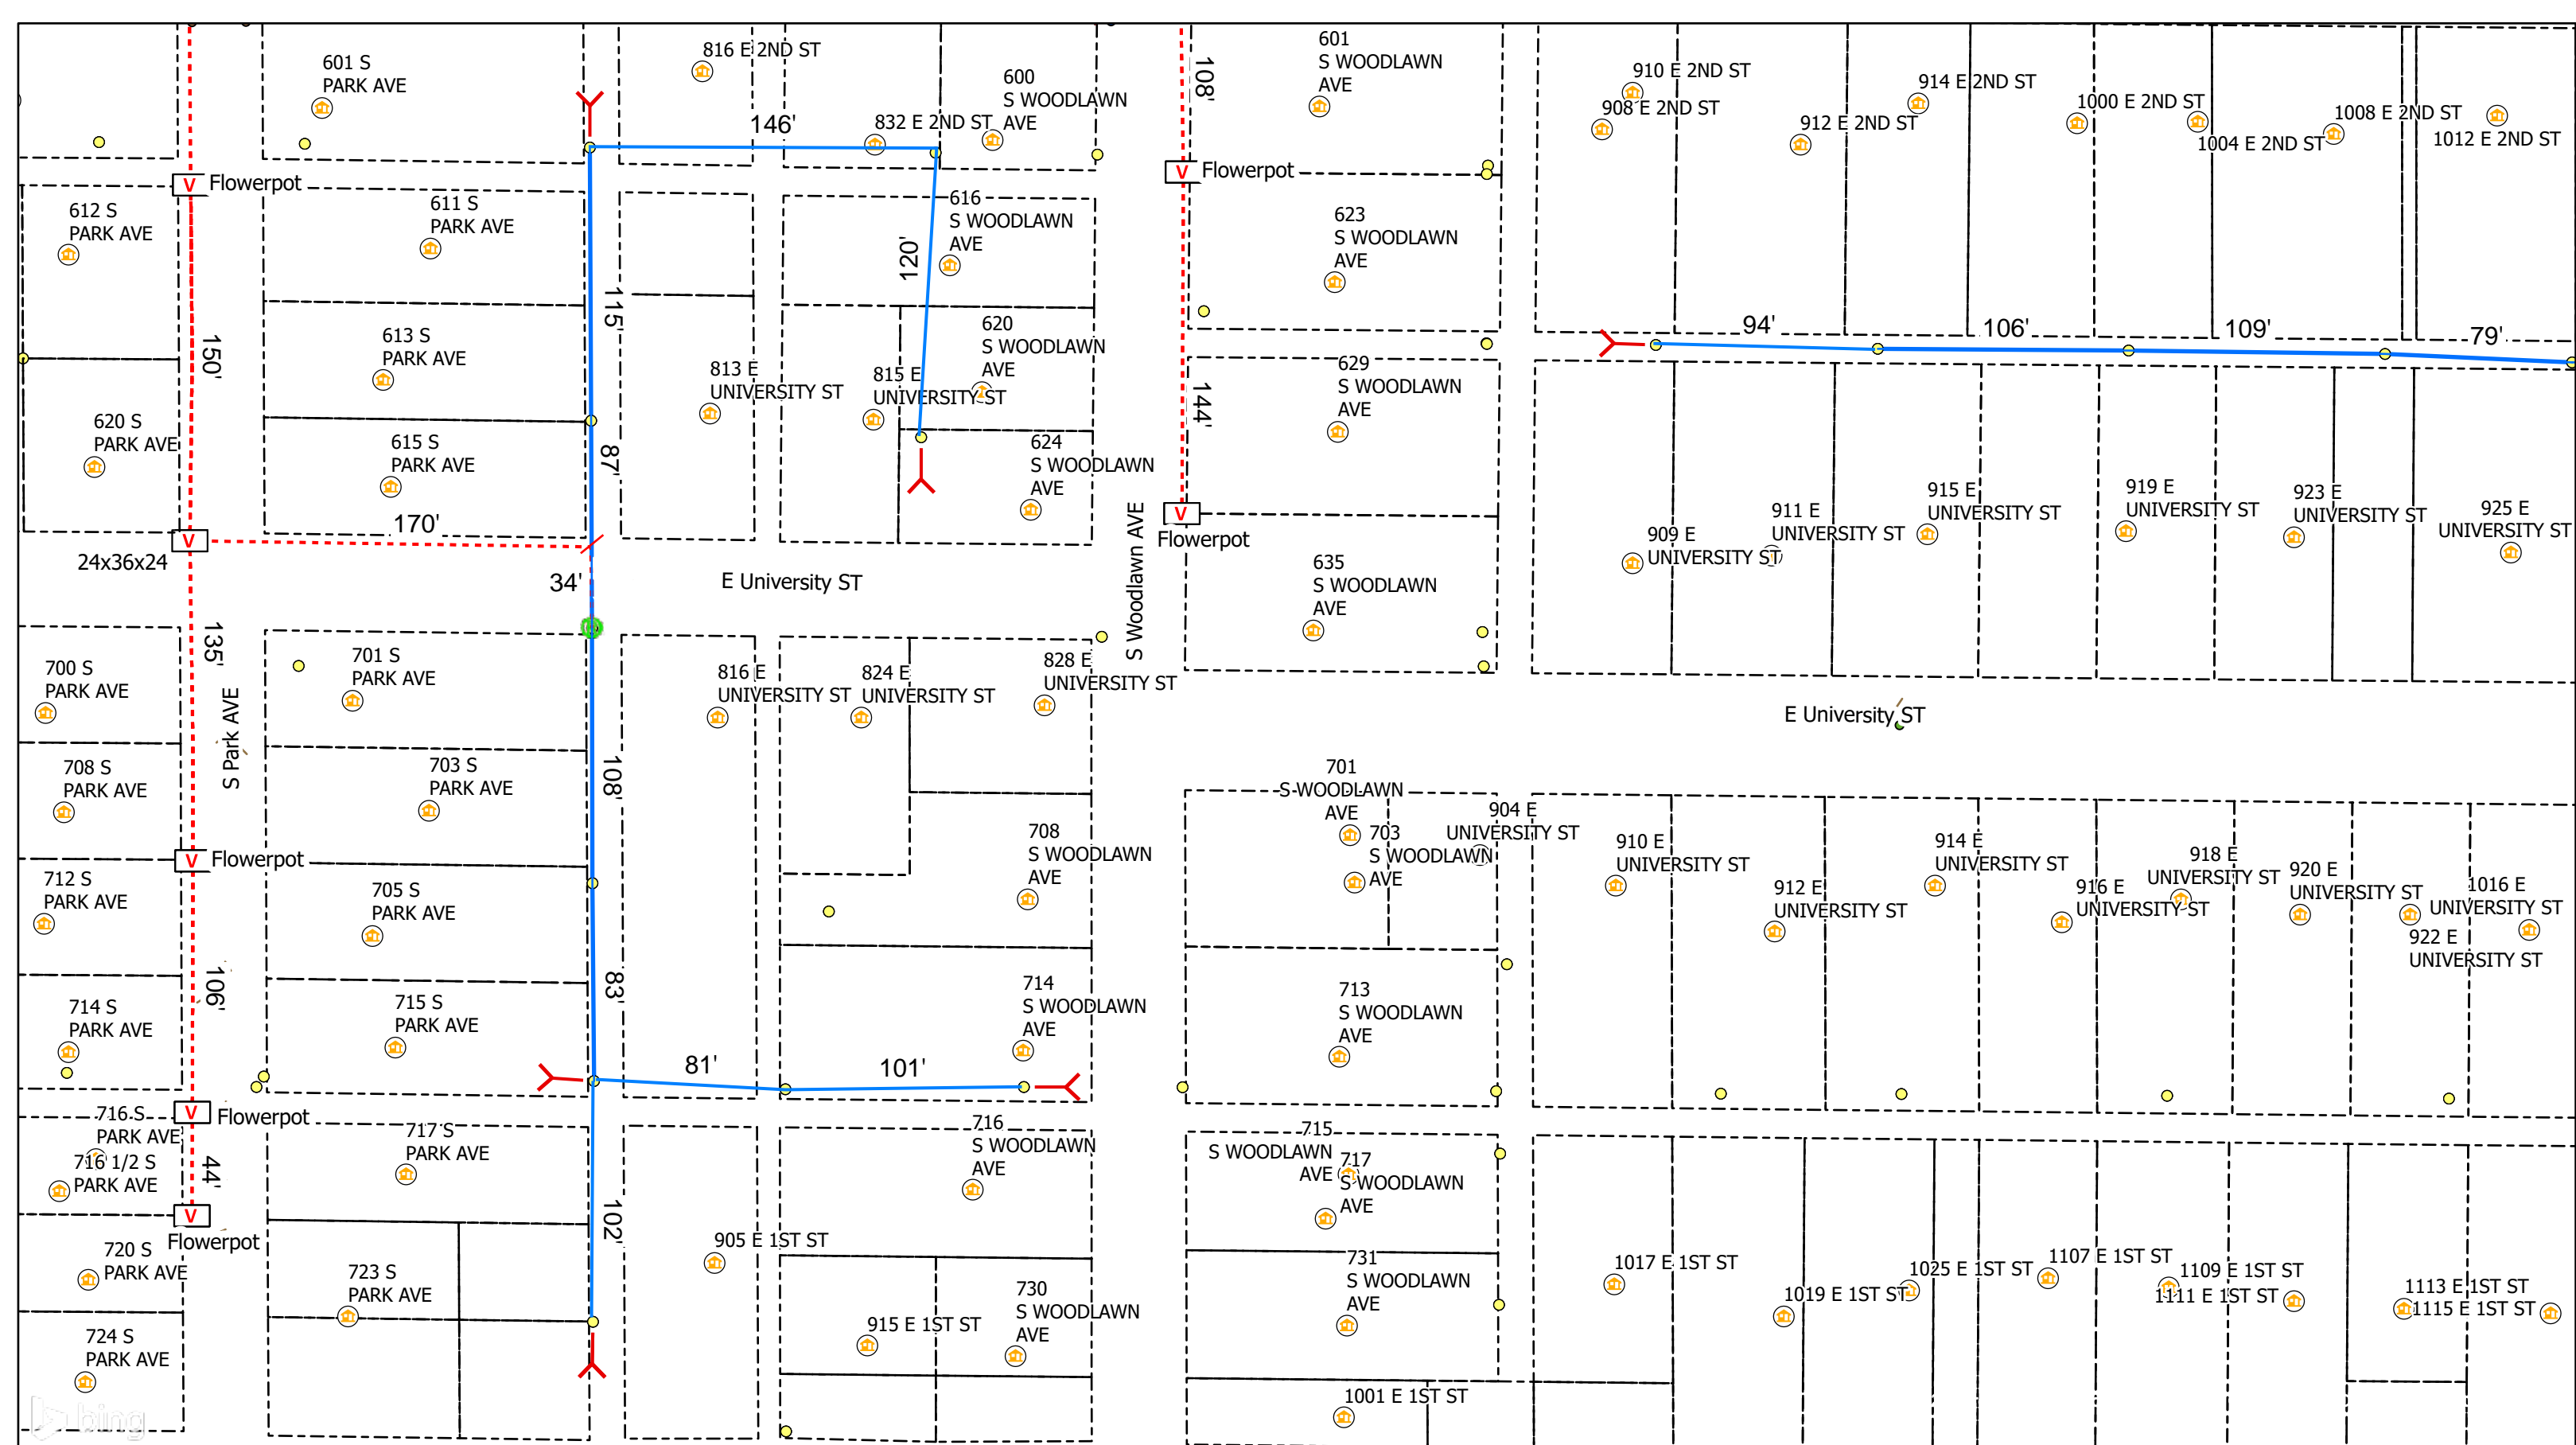 816 E 2ND ST
601 S
PARK AVE
600
S WOODLAWN
AVE
832 E 2ND ST
146'
108'
601
S WOODLAWN
AVE
910 E 2ND ST
908 E 2ND ST
912 E 2ND ST
914 E 2ND ST
1000 E 2ND ST
1004 E 2ND ST
1008 E 2ND ST
1012 E 2ND ST
V
Flowerpot
V
Flowerpot
612 S
PARK AVE
611 S
PARK AVE
616
S WOODLAWN
AVE
120'
623
S WOODLAWN
AVE
115'
150'
613 S
PARK AVE
620
S WOODLAWN
AVE
813 E
UNIVERSITY ST
815 E
UNIVERSITY ST
144'
629
S WOODLAWN
AVE
94'
106'
109'
79'
620 S
PARK AVE
615 S
PARK AVE
87'
624
S WOODLAWN
AVE
170'
V
24x36x24
34'
E University ST
S Woodlawn AVE
V
Flowerpot
635
S WOODLAWN
AVE
909 E
UNIVERSITY ST
911 E
UNIVERSITY ST
915 E
UNIVERSITY ST
919 E
UNIVERSITY ST
923 E
UNIVERSITY ST
925 E
UNIVERSITY ST
135'
S Park AVE
700 S
PARK AVE
701 S
PARK AVE
816 E
UNIVERSITY ST
824 E
UNIVERSITY ST
828 E
UNIVERSITY ST
E University ST
708 S
PARK AVE
703 S
PARK AVE
108'
701
S WOODLAWN
AVE
703
S WOODLAWN
AVE
904 E
UNIVERSITY ST
708
S WOODLAWN
AVE
910 E
UNIVERSITY ST
912 E
UNIVERSITY ST
914 E
UNIVERSITY ST
916 E
UNIVERSITY ST
918 E
UNIVERSITY ST
920 E
UNIVERSITY ST
922 E
UNIVERSITY ST
1016 E
UNIVERSITY ST
V
Flowerpot
712 S
PARK AVE
705 S
PARK AVE
106'
83'
714 S
PARK AVE
715 S
PARK AVE
714
S WOODLAWN
AVE
713
S WOODLAWN
AVE
81'
101'
V
Flowerpot
716 S
PARK AVE
716 1/2 S
PARK AVE
44'
717 S
PARK AVE
716
S WOODLAWN
AVE
715
S WOODLAWN
AVE
717
S WOODLAWN
AVE
V
Flowerpot
102'
720 S
PARK AVE
723 S
PARK AVE
905 E 1ST ST
730
S WOODLAWN
AVE
915 E 1ST ST
731
S WOODLAWN
AVE
1017 E 1ST ST
1019 E 1ST ST
1025 E 1ST ST
1107 E 1ST ST
1109 E 1ST ST
1111 E 1ST ST
1113 E 1ST ST
1115 E 1ST ST
724 S
PARK AVE
1001 E 1ST ST
bing